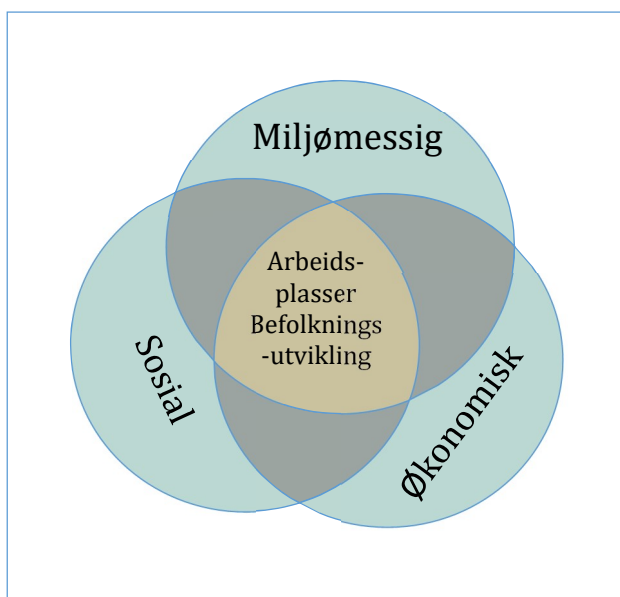 Miljømessig
Arbeids-
plasser
Befolknings
-utvikling
Sosial
Økonomisk